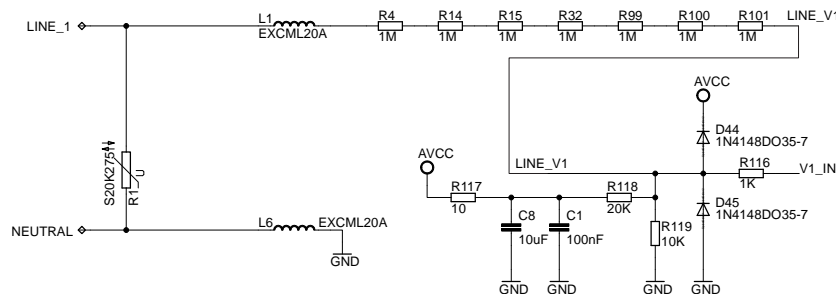 LINE_1
L1
EXCML20A
R4
1M
R14
1M
R15
1M
R32
1M
R99
1M
R100
1M
R101
1M
LINE_V1
S20K275
R1
U
AVCC
D44
1N4148DO35-7
AVCC
LINE_V1
R116
1K
V1_IN
R117
10
R118
20K
D45
1N4148DO35-7
C8
10uF
C1
100nF
R119
10K
NEUTRAL
L6
EXCML20A
GND
GND
GND
GND
GND